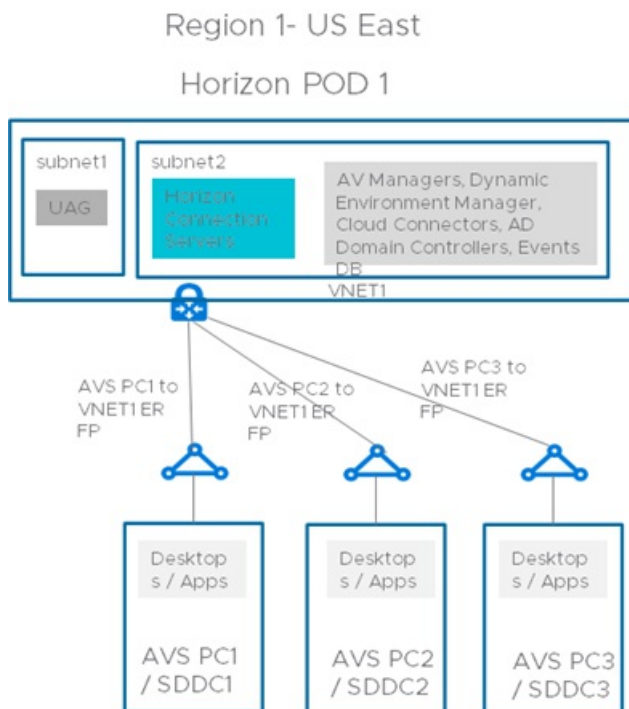 Region 1- US East
Horizon POD 1
subnet1
UAG
subnet2
Horizon
Connection
Servers
AV Managers, Dynamic
Environment Manager,
Cloud Connectors, AD
Domain Controllers, Events
DB
VNET1
AVS PC1 to
VNET1 ER
FP
AVS PC2 to
VNET1 ER
FP
AVS PC3 to
VNET1 ER
FP
Desktop
s / Apps
AVS PC1
/ SDDC1
Desktop
s / Apps
AVS PC2
/ SDDC2
Desktop
s / Apps
AVS PC3
/ SDDC3